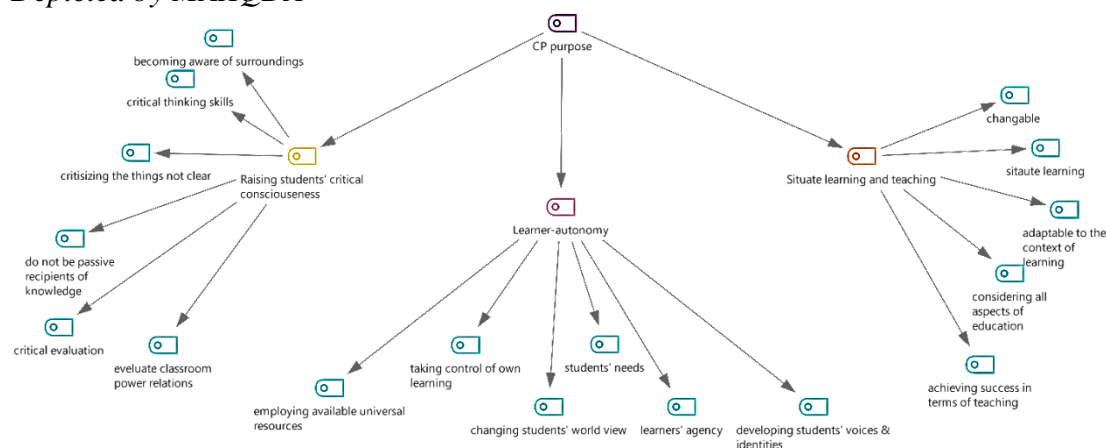 Depicted by MAXQDA
CP purpose
becoming aware of surroundings
critical thinking skills
critisizing the things not clear
Raising students' critical
consciouseness
do not be passive
recipients of
knowledge
critical evaluation
eveluate classroom
power relations
Learner-autonomy
employing available universal
resources
taking control of own
learning
changing students' world view
students' needs
learners' agency
developing students' voices &
identities
Situate learning and teaching
changable
sitaute learning
adaptable to the
context of
learning
considering all
aspects of
education
achieving success in
terms of teaching